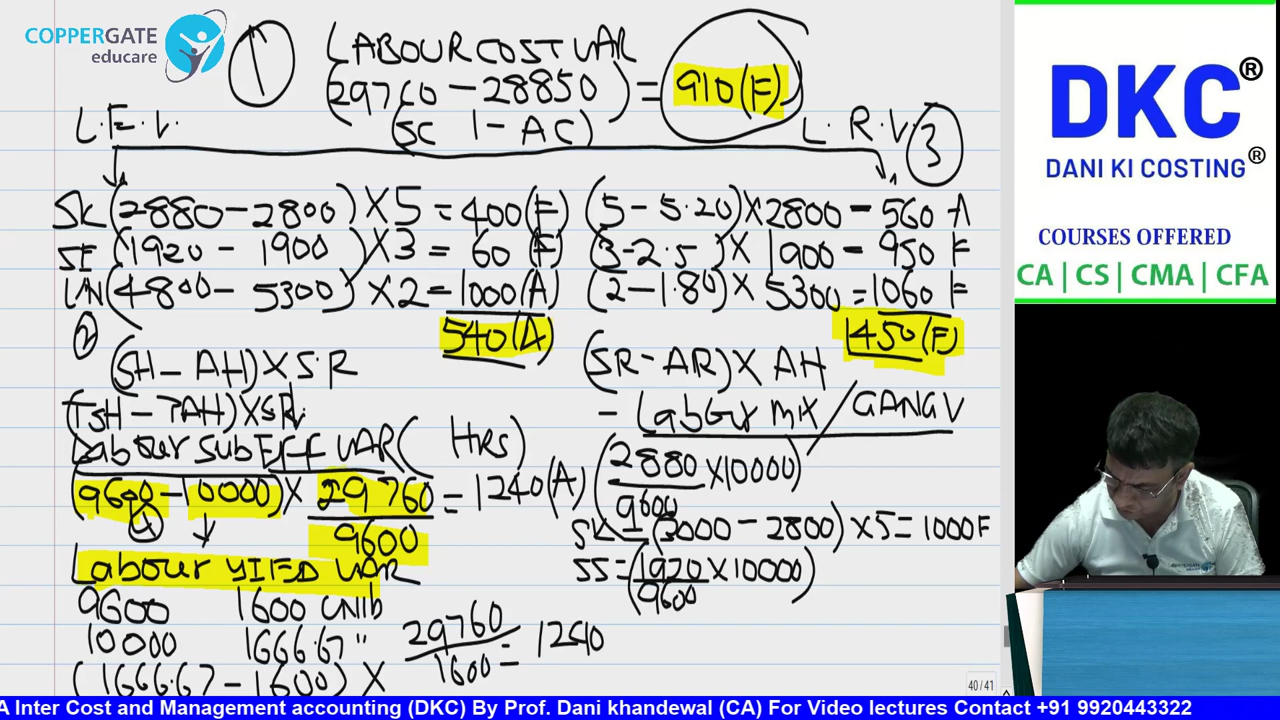 COPPERGATE
educare
1
LABOUR COST VAR
(29760 - 28850) = 910 (F)
(SC 1 - AC)
L.E.V.
L.R.V. 3
SK (2880 - 2800) X 5 = 400 (F)
(5 - 5.20) X 2800 = 560 A
(1920 - 1900) X 3 = 60 (F)
(3 - 2.5) X 1900 = 950 F
UN (4800 - 5300) X 2 = 1000 (A)
(2 - 1.80) X 5300 = 1060 F
2
540 (A)
1450 (F)
(SH - AH) X S.R
(SR - AR) X AH
(TSH - TAH) X SR
- Labour mix / GANG V
Labour Sub Eff VAR (HRS)
(2880 X 10000)
9600
(9600 - 10000) X 29760 = 1240 (A)
9600
SK = (3000 - 2800) X 5 = 1000 F
Labour YIELD VAR
SS = (1920 X 10000)
9600
9600 1600 UNIB
10000 1666.67 "
(1666.67 - 1600) X 29760 = 1240
1600
DKC®
DANI KI COSTING®
COURSES OFFERED
CA | CS | CMA | CFA
40/41
A Inter Cost and Management accounting (DKC) By Prof. Dani khandewal (CA) For Video lectures Contact +91 9920443322